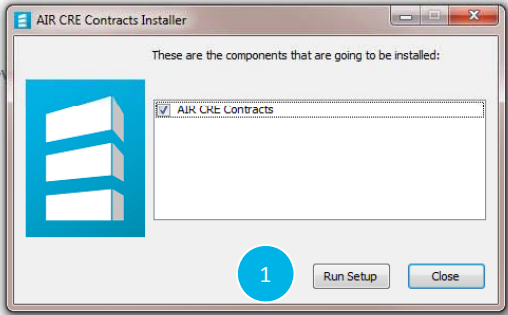 AIR CRE Contracts Installer
These are the components that are going to be installed:
AIR CRE Contracts
1
Run Setup
Close